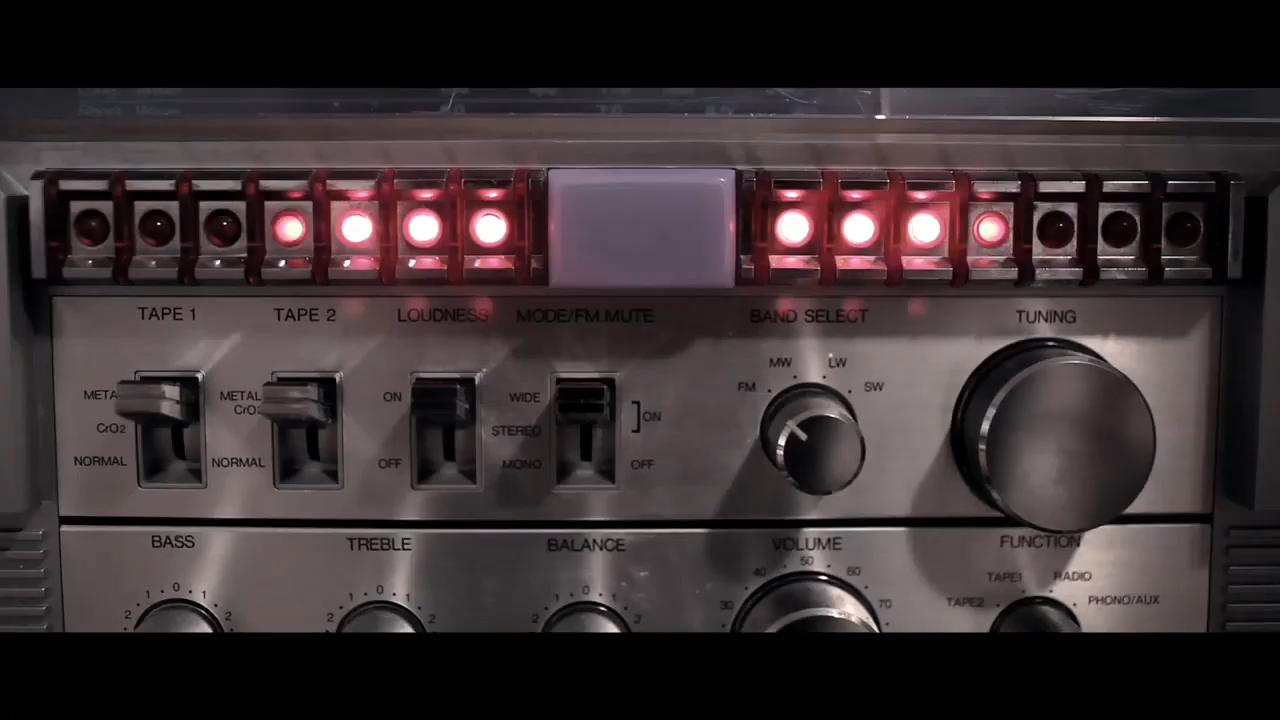 TAPE 1 TAPE 2 LOUDNESS MODE/FM MUTE BAND SELECT TUNING
MW LW
FM SW
METAL METAL ON WIDE
CrO2 ON
CrO2 STEREO
NORMAL NORMAL OFF MONO OFF
BASS TREBLE BALANCE VOLUME FUNCTION
40 50 60 TAPE1 RADIO
2 1 0 1 2 2 1 0 1 2 2 1 0 1 2 30 70 TAPE2 PHONO/AUX